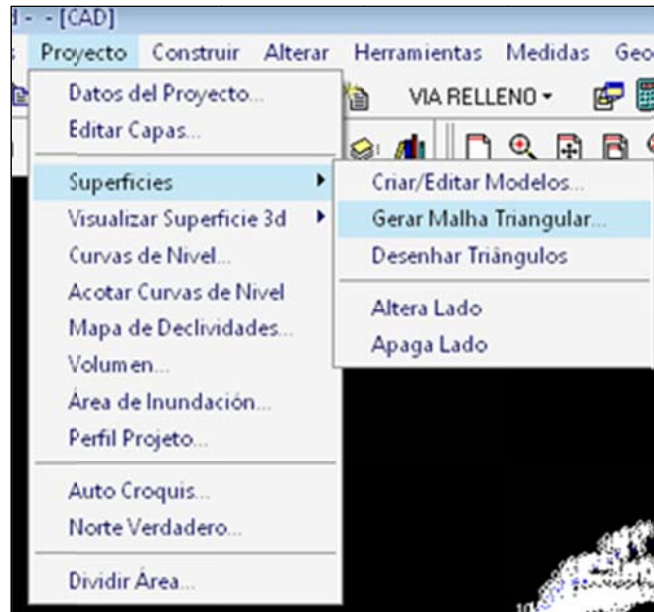 d - - [CAD]
Proyecto Construir Alterar Herramientas Medidas Geo
VIA RELLENO
Datos del Proyecto...
Editar Capas...
Superficies
Visualizar Superficie 3d
Curvas de Nivel...
Acotar Curvas de Nivel
Mapa de Declividades...
Volumen...
Área de Inundación...
Perfil Projeto...
Auto Croquis...
Norte Verdadero...
Dividir Área...
Criar/Editar Modelos...
Gerar Malha Triangular...
Desenhar Triângulos
Altera Lado
Apaga Lado